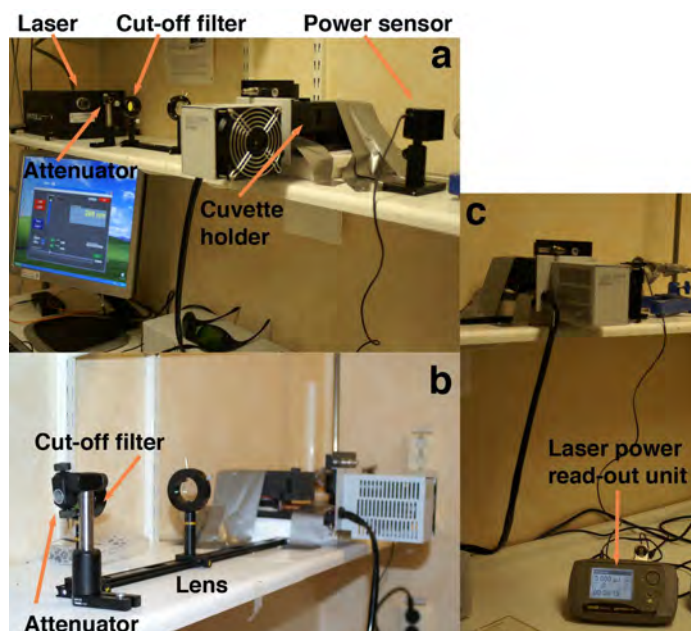 Laser
Cut-off filter
Power sensor
a
Attenuator
Cuvette
holder
b
Cut-off filter
Lens
Attenuator
c
Laser power
read-out unit